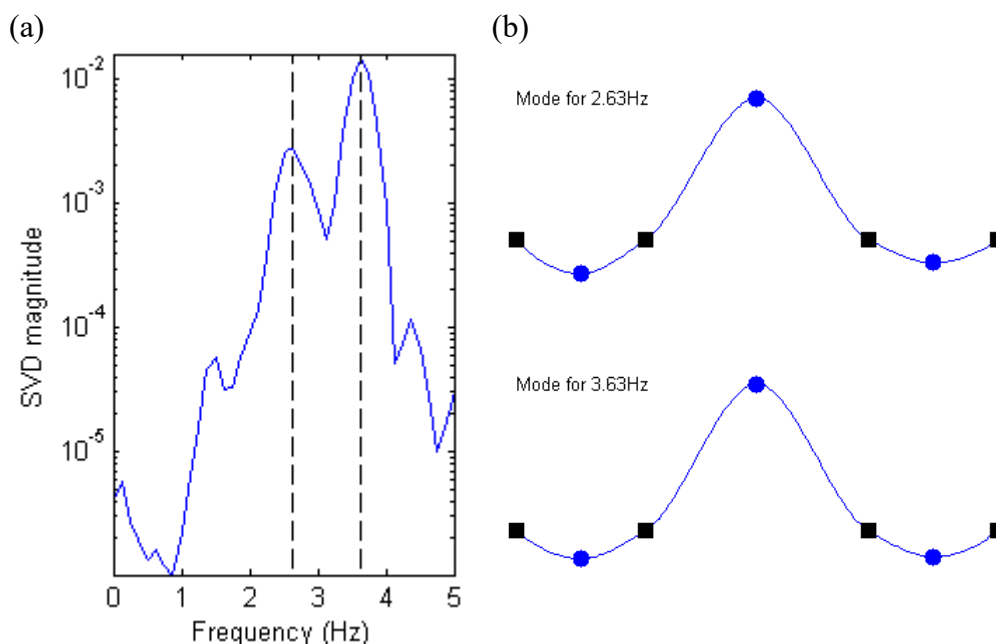 (a)
(b)
10^-2
10^-3
10^-4
10^-5
SVD magnitude
0 1 2 3 4 5
Frequency (Hz)
Mode for 2.63Hz
Mode for 3.63Hz